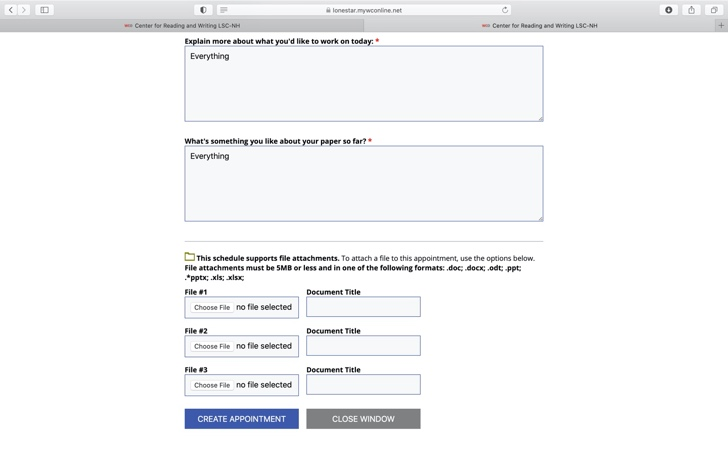 lonestar.mywconline.net
Center for Reading and Writing LSC-NH
Center for Reading and Writing LSC-NH
Explain more about what you'd like to work on today: *
Everything
What's something you like about your paper so far? *
Everything
This schedule supports file attachments. To attach a file to this appointment, use the options below.
File attachments must be 5MB or less and in one of the following formats: .doc; .docx; .odt; .ppt;
.*pptx; .xls; .xlsx;
File #1 Document Title
Choose File no file selected
File #2 Document Title
Choose File no file selected
File #3 Document Title
Choose File no file selected
CREATE APPOINTMENT CLOSE WINDOW